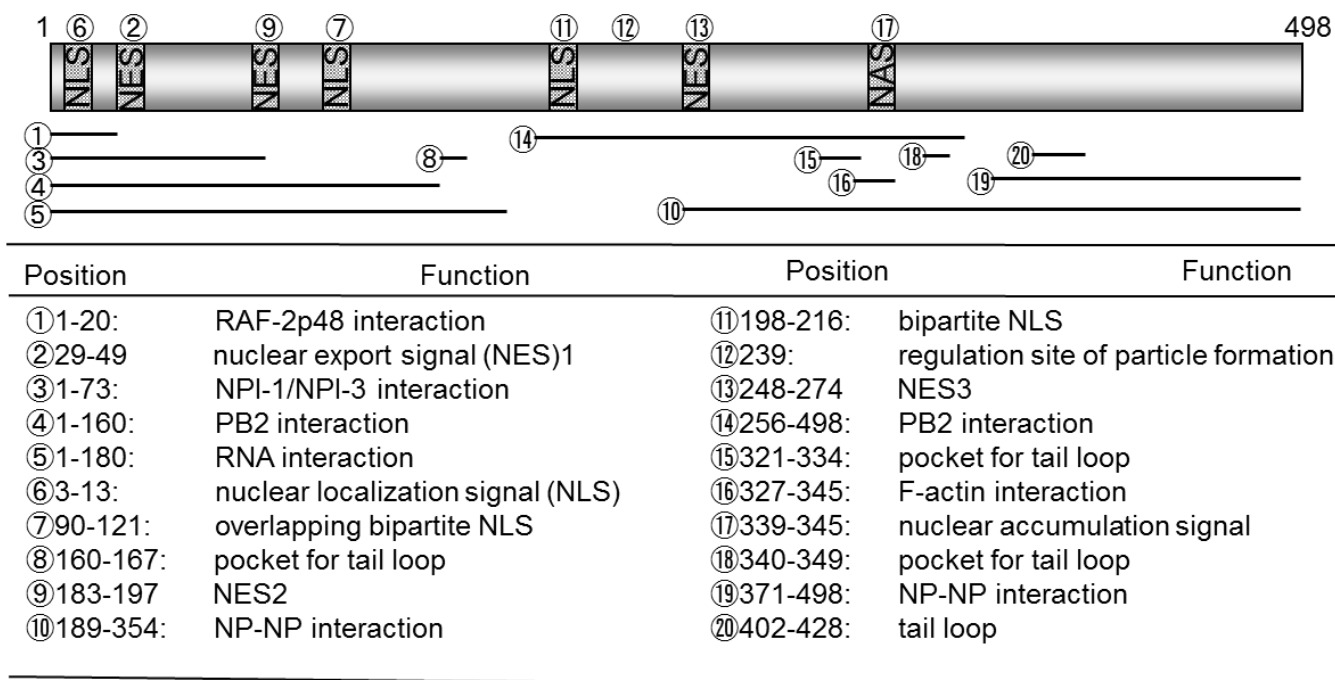 1 ⑥ ② ⑨ ⑦ ⑪ ⑫ ⑬ ⑰ 498
NLS NES NES NLS NLS NES NAS
① ⑭
③ ⑧ ⑮ ⑱ ⑳
④ ⑯ ⑲
⑤ ⑩
Position Function Position Function
①1-20: RAF-2p48 interaction ⑪198-216: bipartite NLS
②29-49 nuclear export signal (NES)1 ⑫239: regulation site of particle formation
③1-73: NPI-1/NPI-3 interaction ⑬248-274 NES3
④1-160: PB2 interaction ⑭256-498: PB2 interaction
⑤1-180: RNA interaction ⑮321-334: pocket for tail loop
⑥3-13: nuclear localization signal (NLS) ⑯327-345: F-actin interaction
⑦90-121: overlapping bipartite NLS ⑰339-345: nuclear accumulation signal
⑧160-167: pocket for tail loop ⑱340-349: pocket for tail loop
⑨183-197 NES2 ⑲371-498: NP-NP interaction
⑩189-354: NP-NP interaction ⑳402-428: tail loop